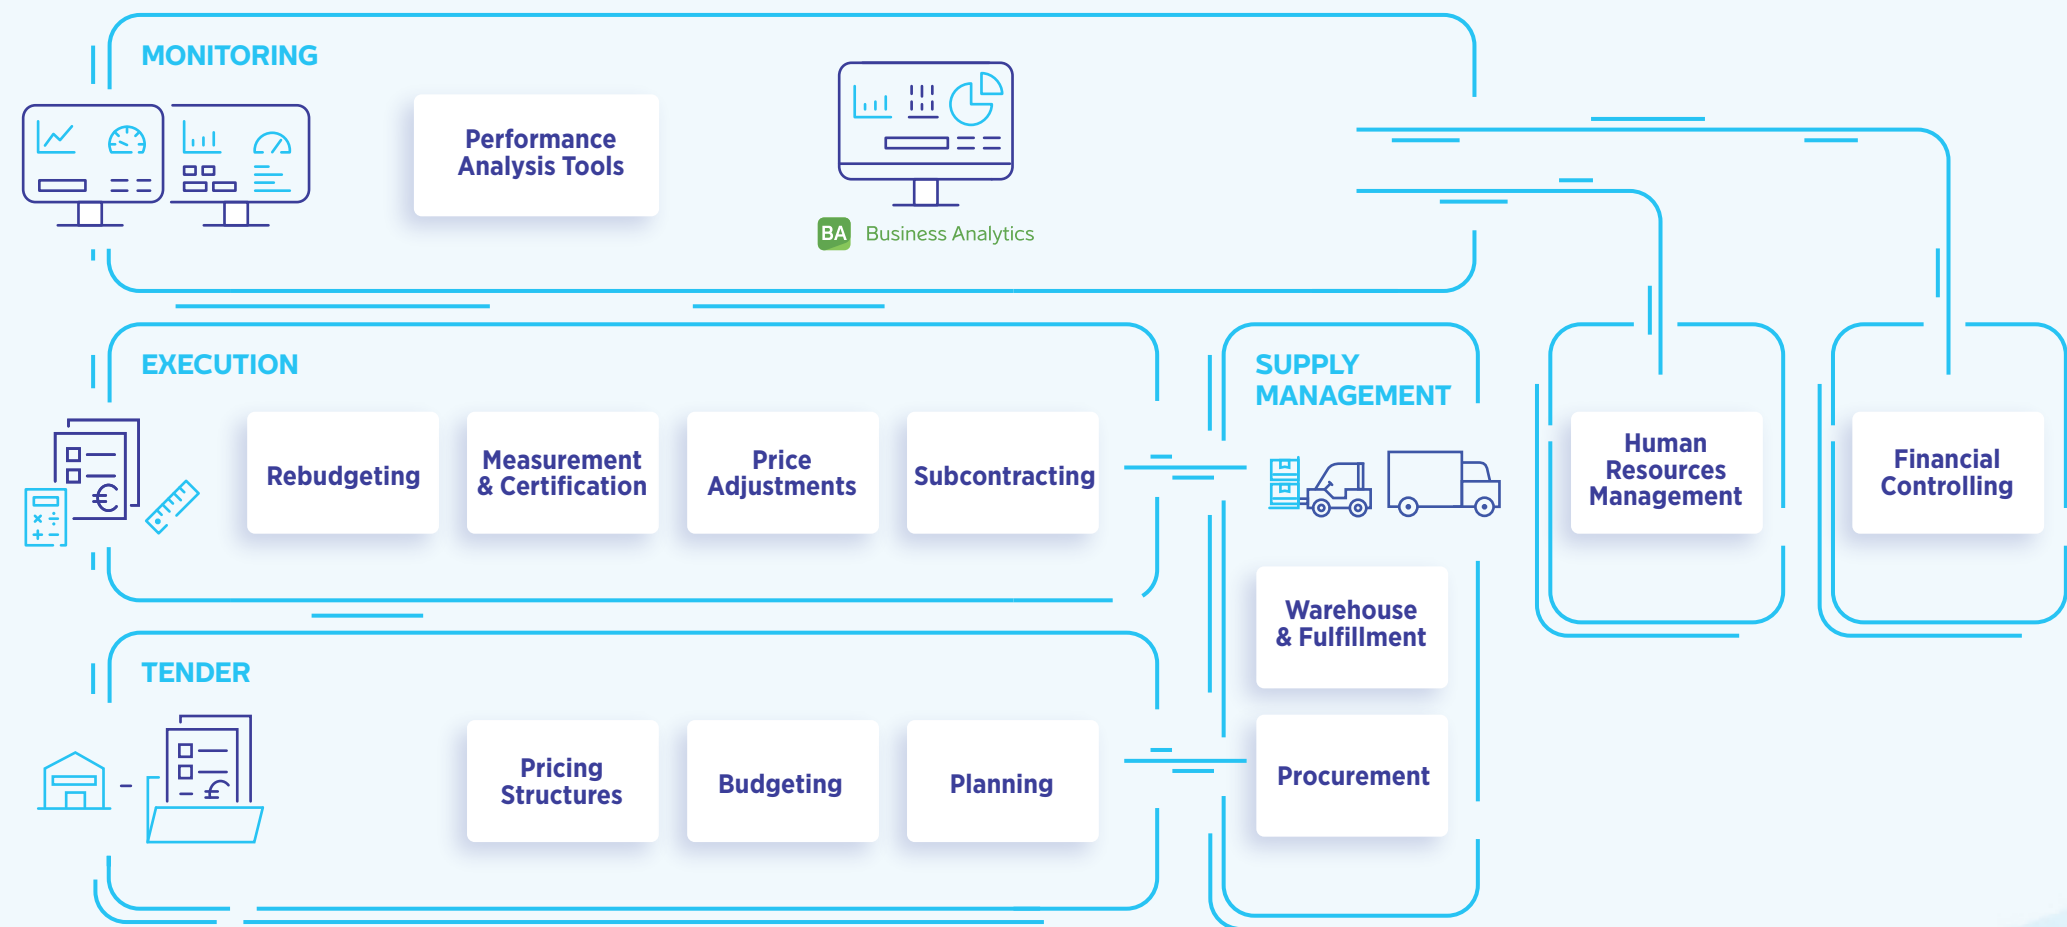 MONITORING
Performance
Analysis Tools
BA Business Analytics
EXECUTION
Rebudgeting
Measurement
& Certification
Price
Adjustments
Subcontracting
SUPPLY
MANAGEMENT
Warehouse
& Fulfillment
Procurement
Human
Resources
Management
Financial
Controlling
TENDER
Pricing
Structures
Budgeting
Planning